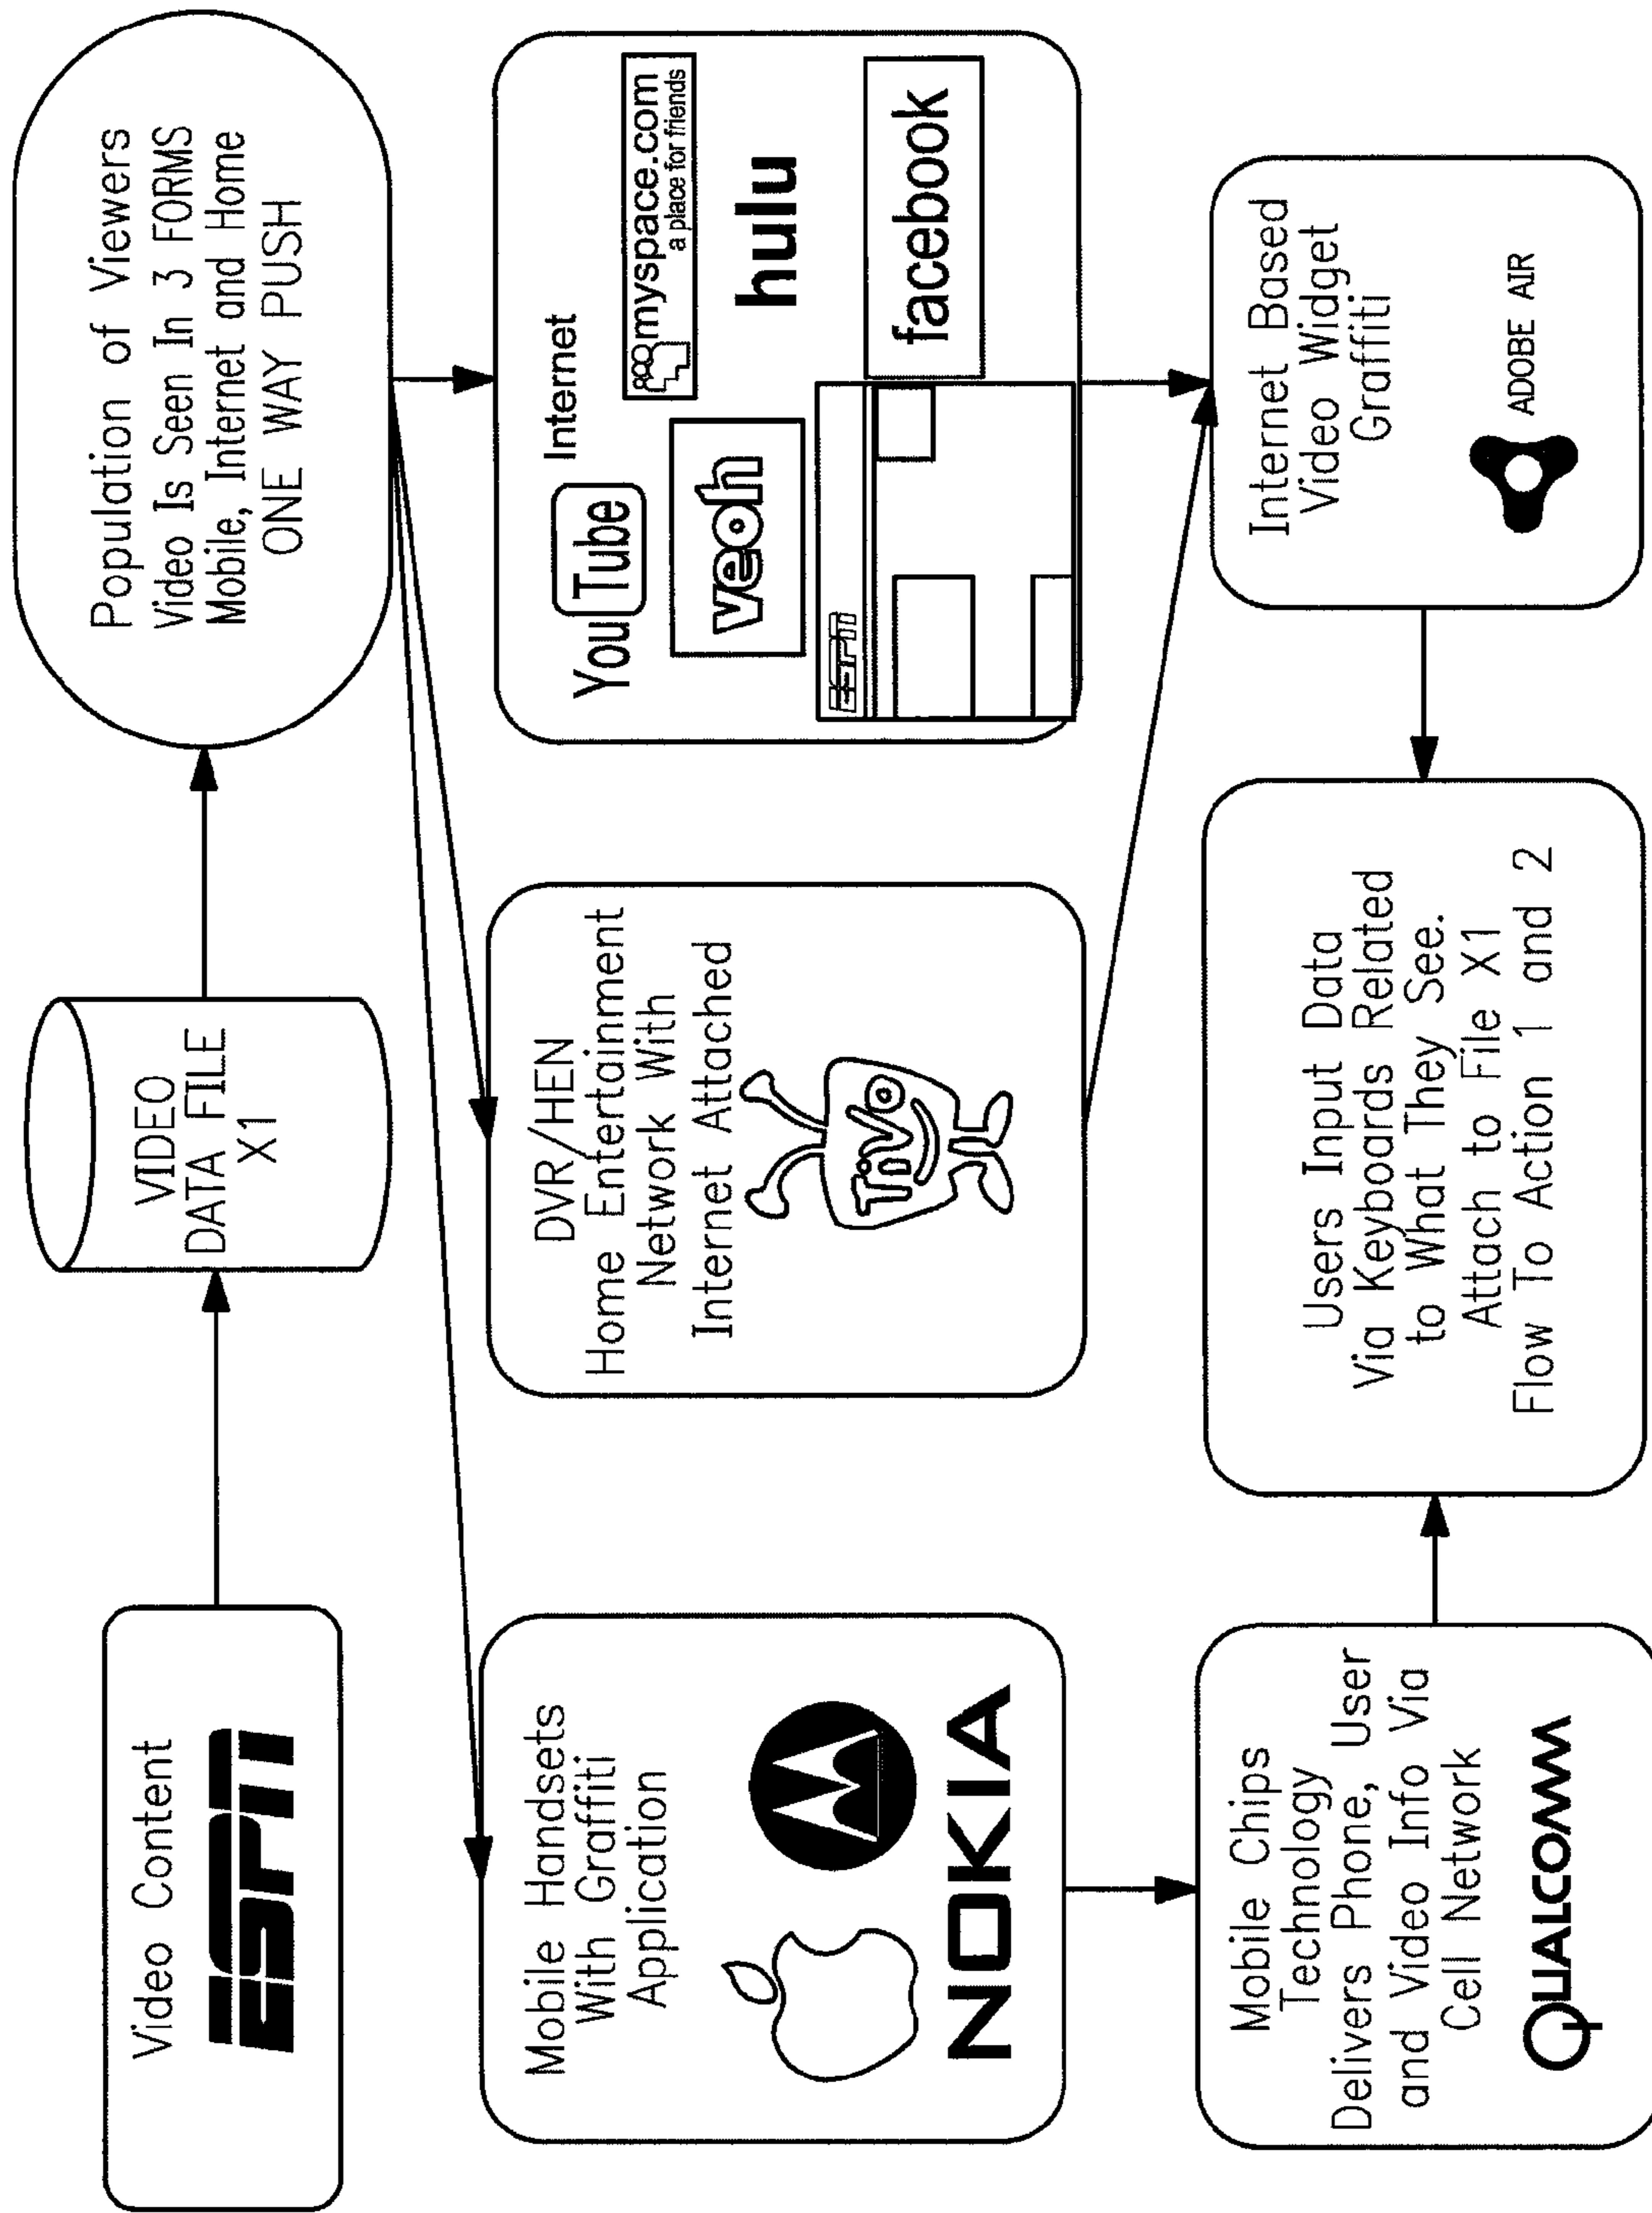 Video Content
ESPN
VIDEO
DATA FILE
X1
Population of Viewers
Video Is Seen In 3 FORMS
Mobile, Internet and Home
ONE WAY PUSH
Mobile Handsets
With Graffiti
Application
NOKIA
DVR/HEN
Home Entertainment
Network With
Internet Attached
TiVo
Internet
YouTube
myspace.com
a place for friends
veoh
hulu
ESPN
facebook
Mobile Chips
Technology
Delivers Phone, User
and Video Info Via
Cell Network
QUALCOMM
Users Input Data
Via Keyboards Related
to What They See.
Attach to File X1
Flow To Action 1 and 2
Internet Based
Video Widget
Graffiti
ADOBE AIR